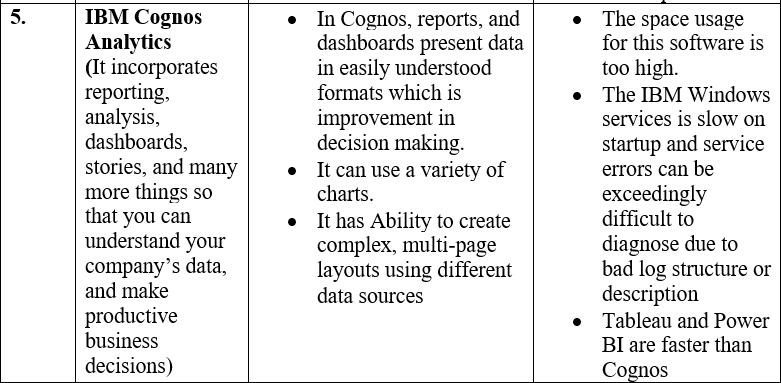 5.
IBM Cognos
Analytics
(It incorporates
reporting,
analysis,
dashboards,
stories, and many
more things so
that you can
understand your
company’s data,
and make
productive
business
decisions)
• In Cognos, reports, and
dashboards present data
in easily understood
formats which is
improvement in
decision making.
• It can use a variety of
charts.
• It has Ability to create
complex, multi-page
layouts using different
data sources
• The space usage
for this software is
too high.
• The IBM Windows
services is slow on
startup and service
errors can be
exceedingly
difficult to
diagnose due to
bad log structure or
description
• Tableau and Power
BI are faster than
Cognos